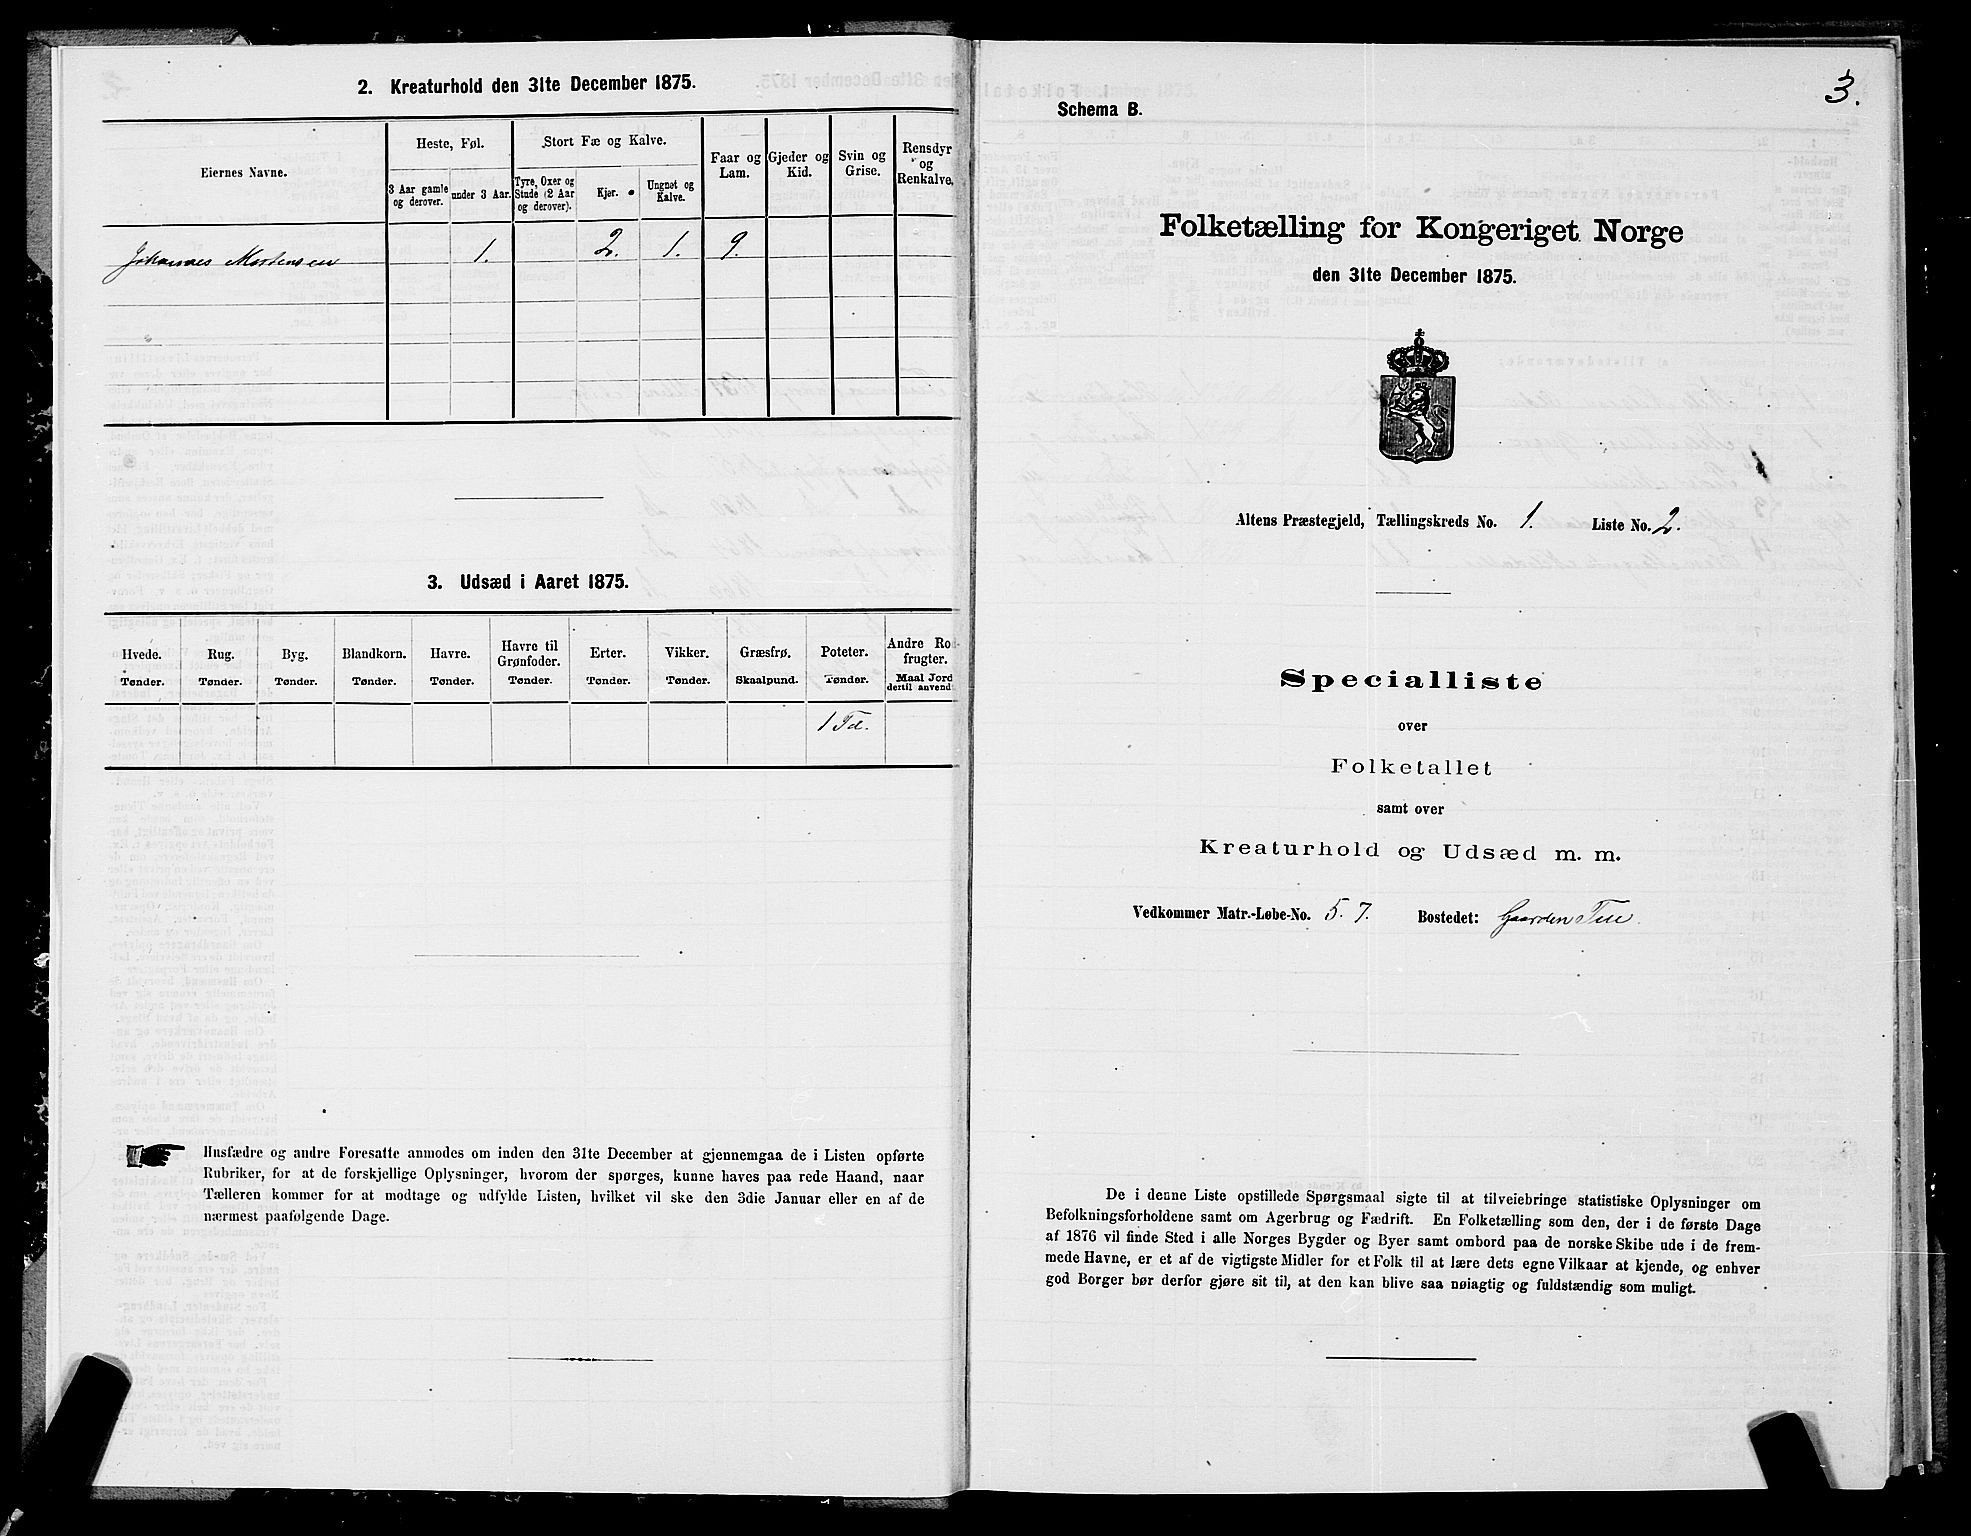 2. Kreaturhold den 31te December 1875.
Eiernes Navne.
Heste, Føl.
Stort Fæ og Kalve.
Faar og Lam.
Gjeder og Kid.
Svin og Grise.
Rensdyr og Renkalve.
3 Aar gamle og derover.
under 3 Aar.
Tyre, Oxer og Stude (2 Aar og derover).
Kjør.
Ungnøt og Kalve.
Johannes Mortensen 1. 2. 1. 9.
3. Udsæd i Aaret 1875.
Hvede. Rug. Byg. Blandkorn. Havre. Havre til Grønfoder. Erter. Vikker. Græsfrø. Poteter. Andre Rodfrugter.
Tønder. Tønder. Tønder. Tønder. Tønder. Tønder. Tønder. Tønder. Skaalpund. Tønder. Maal Jord dertil anvendt
1 Td.
Husfædre og andre Foresatte anmodes om inden den 31te December at gjennemgaa de i Listen opførte
Rubriker, for at de forskjellige Oplysninger, hvorom der spørges, kunne haves paa rede Haand, naar
Tælleren kommer for at modtage og udfylde Listen, hvilket vil ske den 3die Januar eller en af de
nærmest paafølgende Dage.
3.
Schema B.
Folketælling for Kongeriget Norge
den 31te December 1875.
Altens Præstegjeld, Tællingskreds No. 1. Liste No. 2.
Specialliste
over
Folketallet
samt over
Kreaturhold og Udsæd m. m.
Vedkommer Matr.-Løbe-No. 5. 7. Bostedet: Gaarden
De i denne Liste opstillede Spørgsmaal sigte til at tilveiebringe statistiske Oplysninger om
Befolkningsforholdene samt om Agerbrug og Fædrift. En Folketælling som den, der i de første Dage
af 1876 vil finde Sted i alle Norges Bygder og Byer samt ombord paa de norske Skibe ude i de frem-
mede Havne, er et af de vigtigste Midler for et Folk til at lære dets egne Vilkaar at kjende, og enhver
god Borger bør derfor gjøre sit til, at den kan blive saa nøiagtig og fuldstændig som muligt.